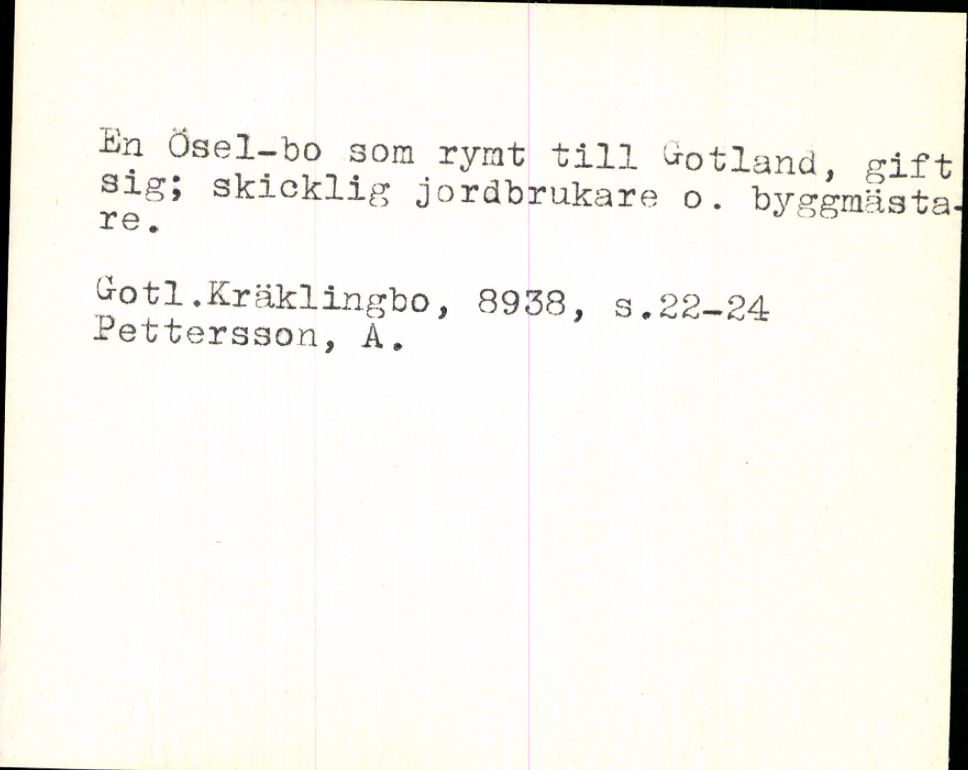 En Ösel-bo som rymt till Gotland, gift
sig; skicklig jordbrukare o. byggmästa-
re.
Gotl.Kräklingbo, 8938, s.22-24
Pettersson, A.